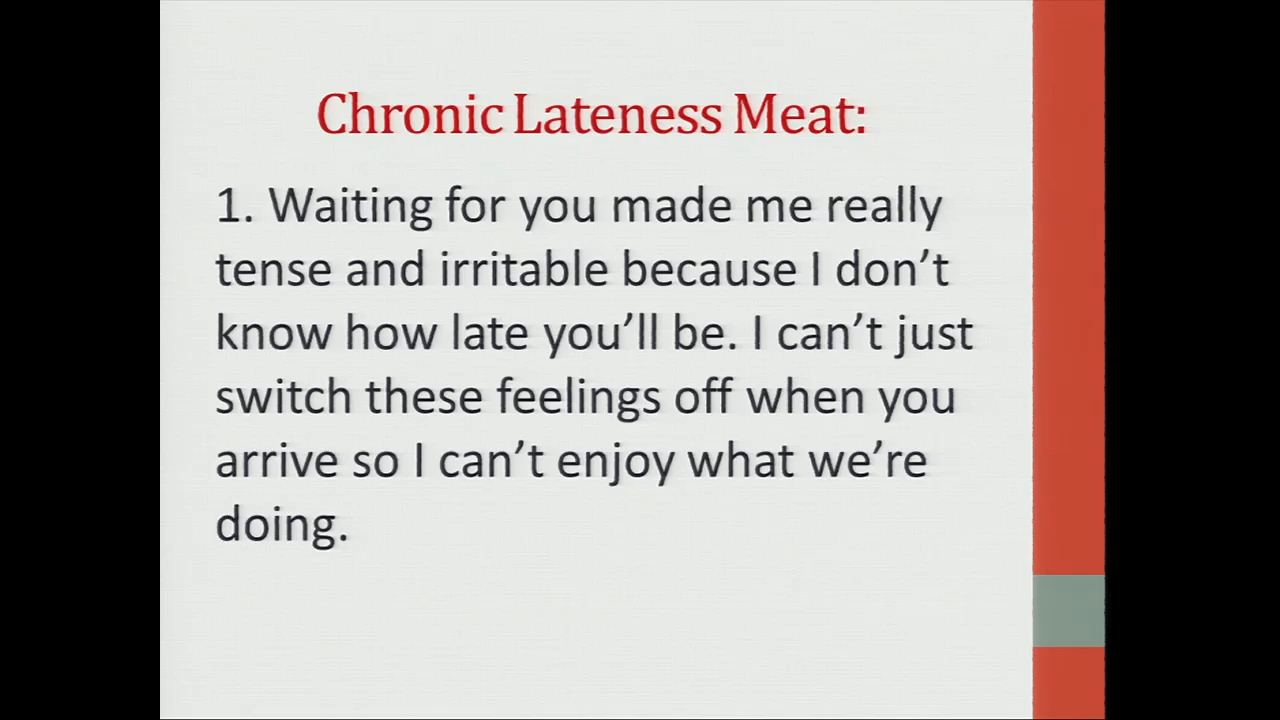 Chronic Lateness Meat:
1. Waiting for you made me really
tense and irritable because I don’t
know how late you’ll be. I can’t just
switch these feelings off when you
arrive so I can’t enjoy what we’re
doing.